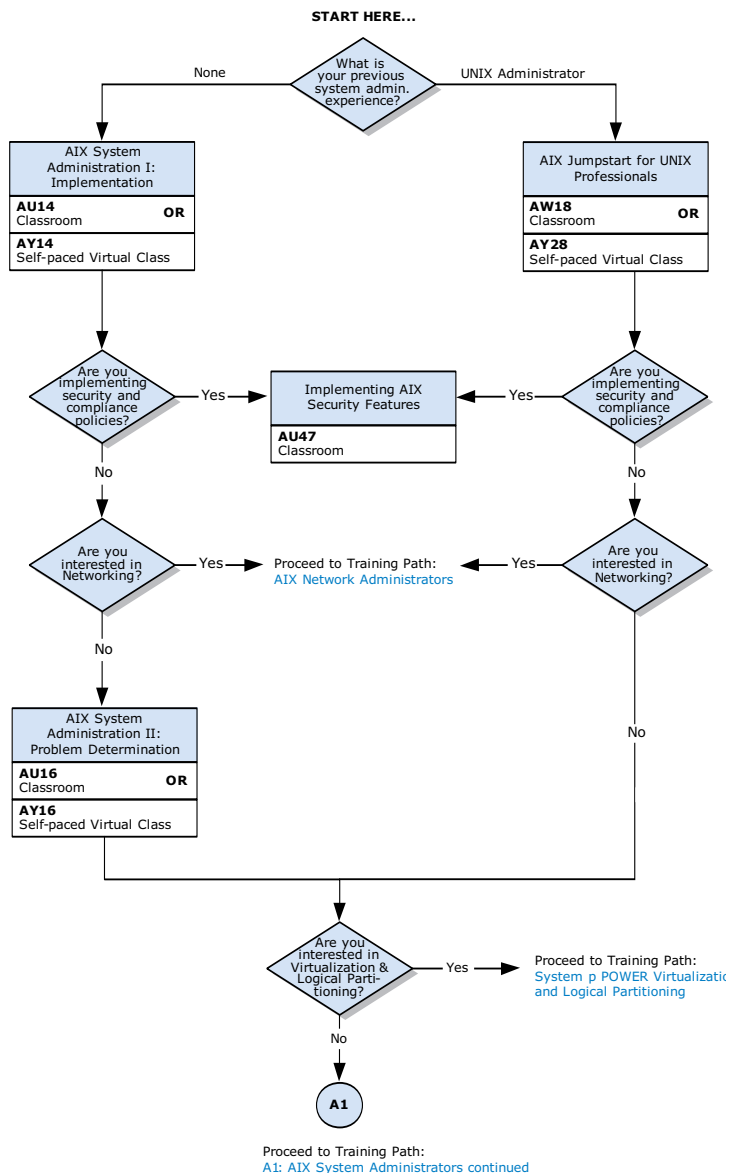 START HERE...
What is
your previous
system admin.
experience?
None
UNIX Administrator
AIX System
Administration I:
Implementation
AU14
Classroom
OR
AY14
Self-paced Virtual Class
AIX Jumpstart for UNIX
Professionals
AW18
Classroom
OR
AY28
Self-paced Virtual Class
Are you
implementing
security and
compliance
policies?
Yes
Implementing AIX
Security Features
AU47
Classroom
Yes
Are you
implementing
security and
compliance
policies?
No
No
Are you
interested in
Networking?
Yes
Proceed to Training Path:
AIX Network Administrators
Yes
Are you
interested in
Networking?
No
AIX System
Administration II:
Problem Determination
AU16
Classroom
OR
AY16
Self-paced Virtual Class
No
Are you
interested in
Virtualization &
Logical Parti-
tioning?
Yes
Proceed to Training Path:
System p POWER Virtualizatio
and Logical Partitioning
No
A1
Proceed to Training Path:
A1: AIX System Administrators continued